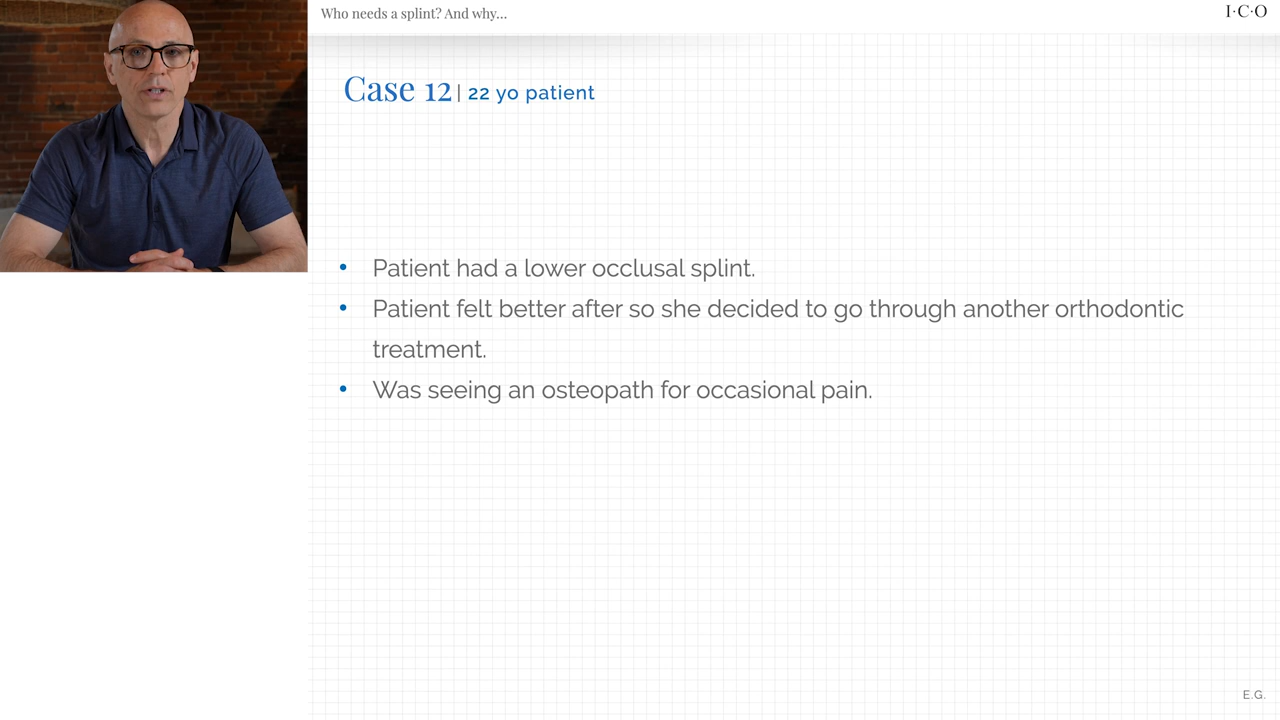 Who needs a splint? And why...
I·C·O
Case 12 | 22 yo patient
• Patient had a lower occlusal splint.
• Patient felt better after so she decided to go through another orthodontic
treatment.
• Was seeing an osteopath for occasional pain.
E.G.